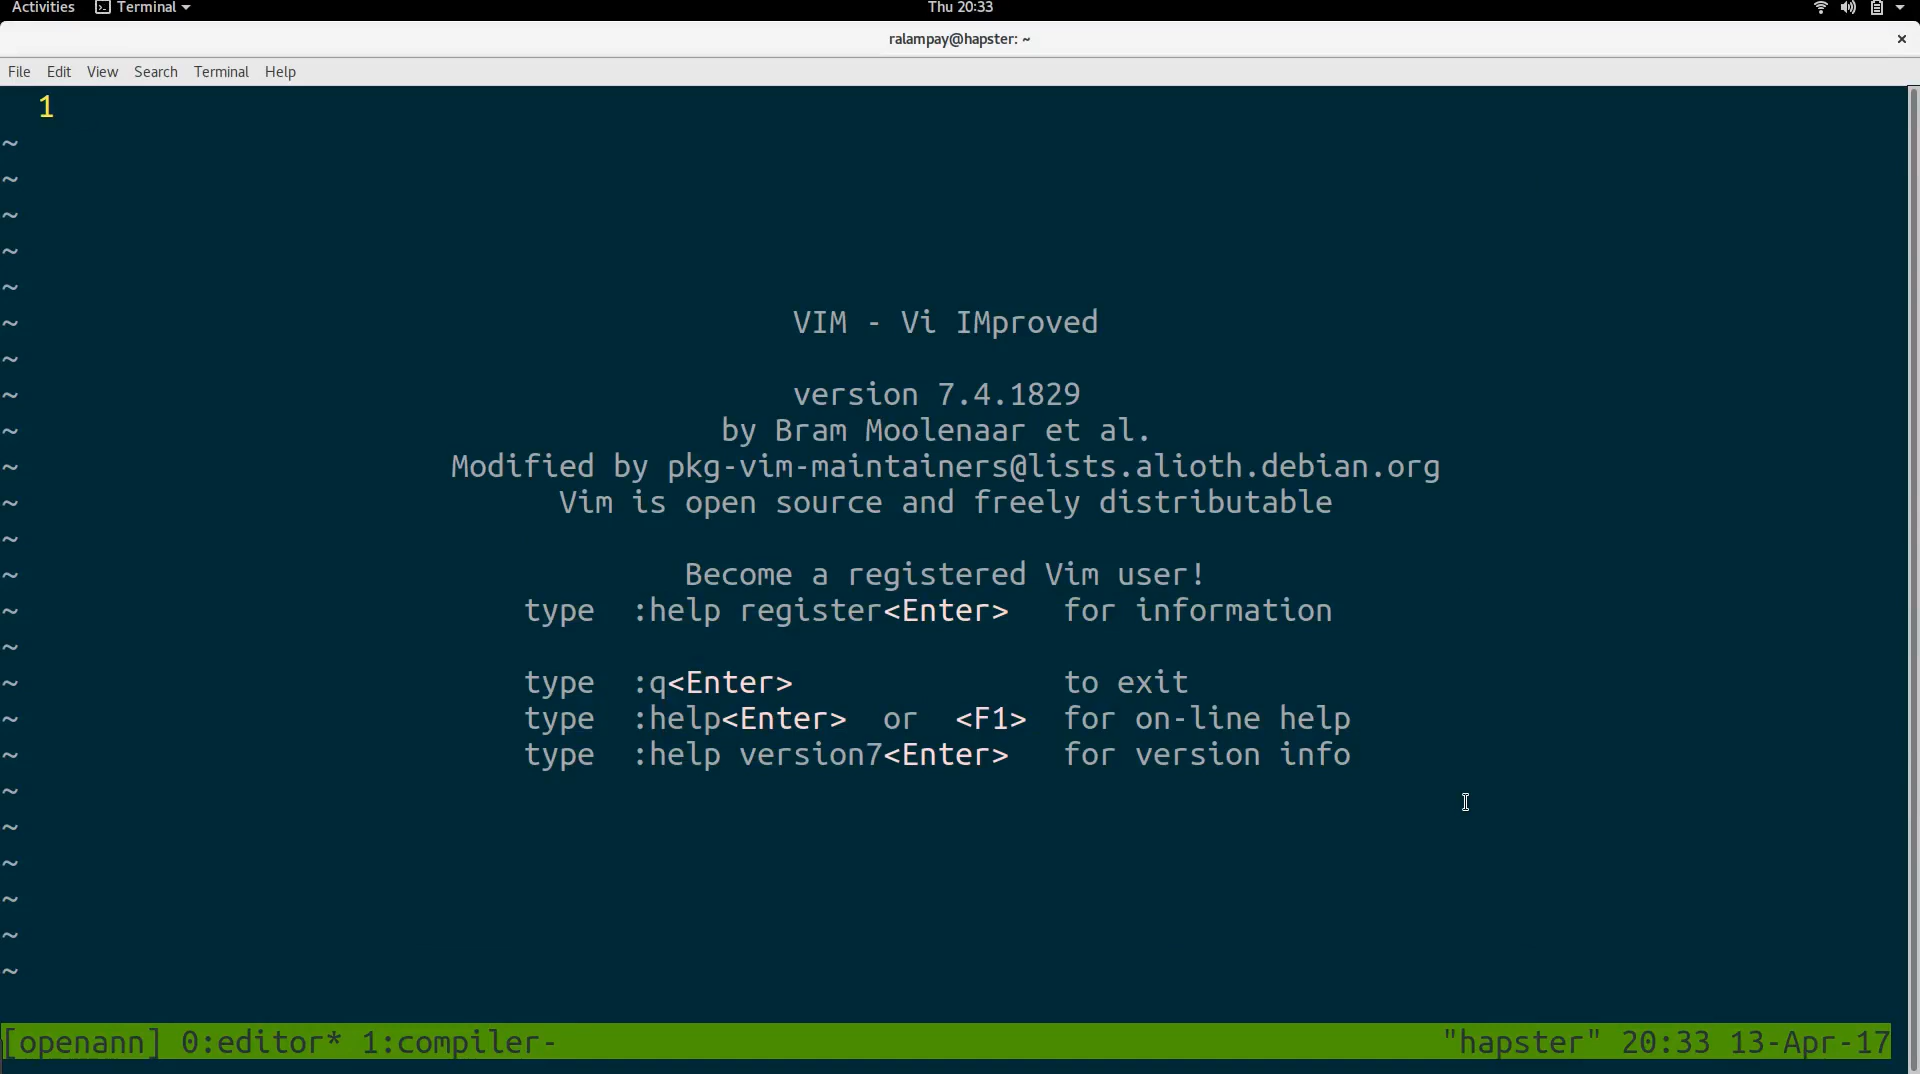 Activities Terminal Thu 20:33
ralampay@hapster: ~ ×
File Edit View Search Terminal Help
1
~
~
~
~
~
~ VIM - Vi IMproved
~
~ version 7.4.1829
~ by Bram Moolenaar et al.
~ Modified by pkg-vim-maintainers@lists.alioth.debian.org
~ Vim is open source and freely distributable
~
~ Become a registered Vim user!
~ type :help register<Enter> for information
~
~ type :q<Enter> to exit
~ type :help<Enter> or <F1> for on-line help
~ type :help version7<Enter> for version info
~
~
~
~
~
~
[openann] 0:editor* 1:compiler- "hapster" 20:33 13-Apr-17